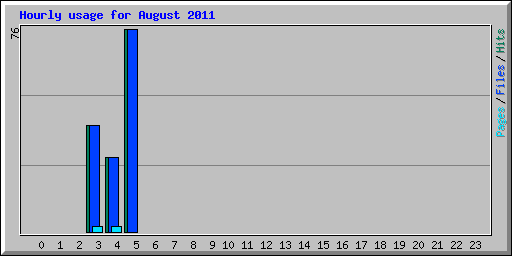 Hourly usage for August 2011
76
Pages/Files/Hits
0 1 2 3 4 5 6 7 8 9 10 11 12 13 14 15 16 17 18 19 20 21 22 23